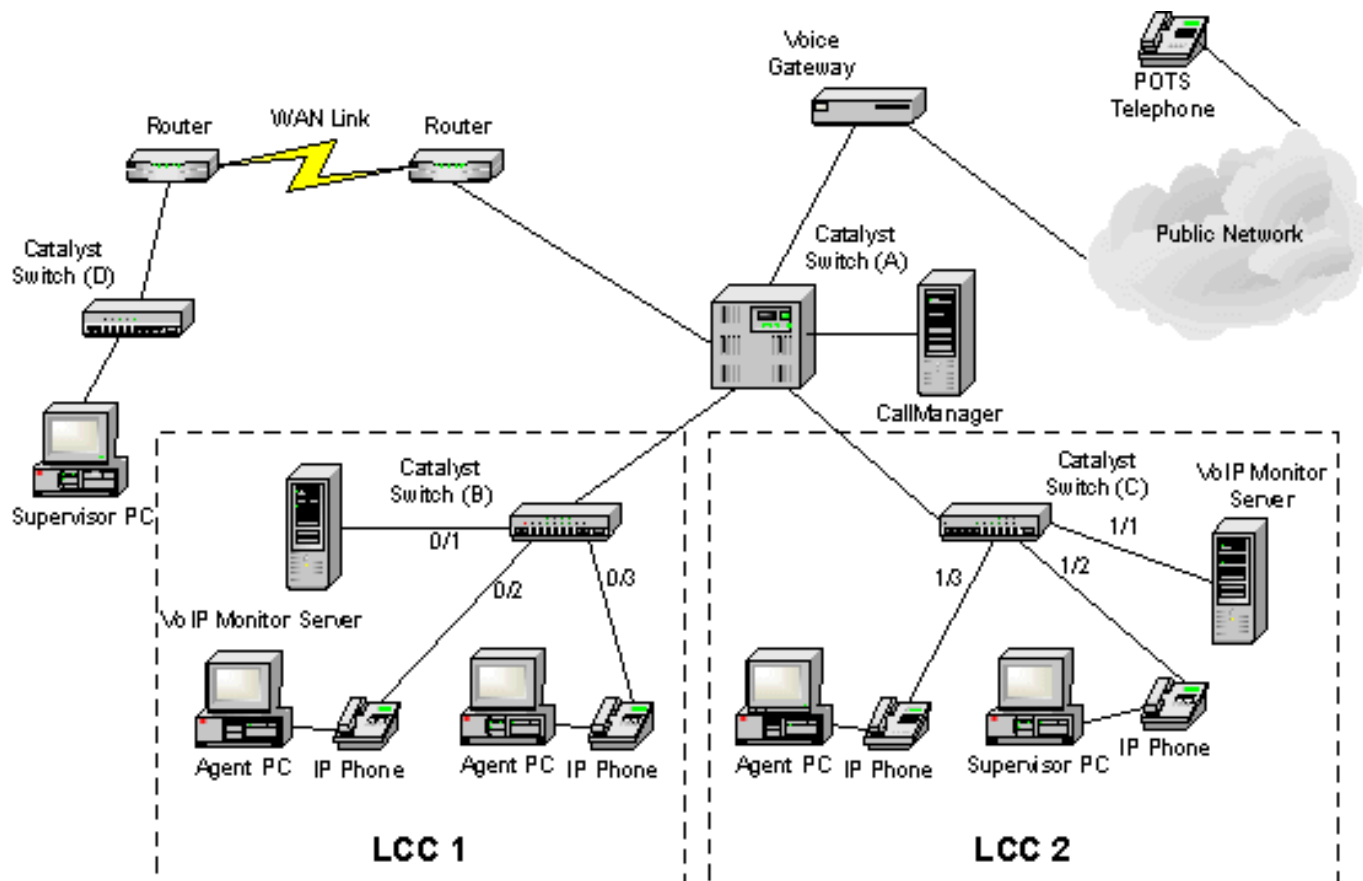 Voice
Gateway
POTS
Telephone
Router
WAN Link
Router
Public Network
Catalyst
Switch (A)
Catalyst
Switch (D)
CallManager
Supervisor PC
Catalyst
Switch (B)
0/1
0/2
0/3
VoIP Monitor Server
Agent PC
IP Phone
Agent PC
IP Phone
LCC 1
Catalyst
Switch (C)
VoIP Monitor
Server
1/1
1/2
1/3
Agent PC
IP Phone
Supervisor PC
IP Phone
LCC 2